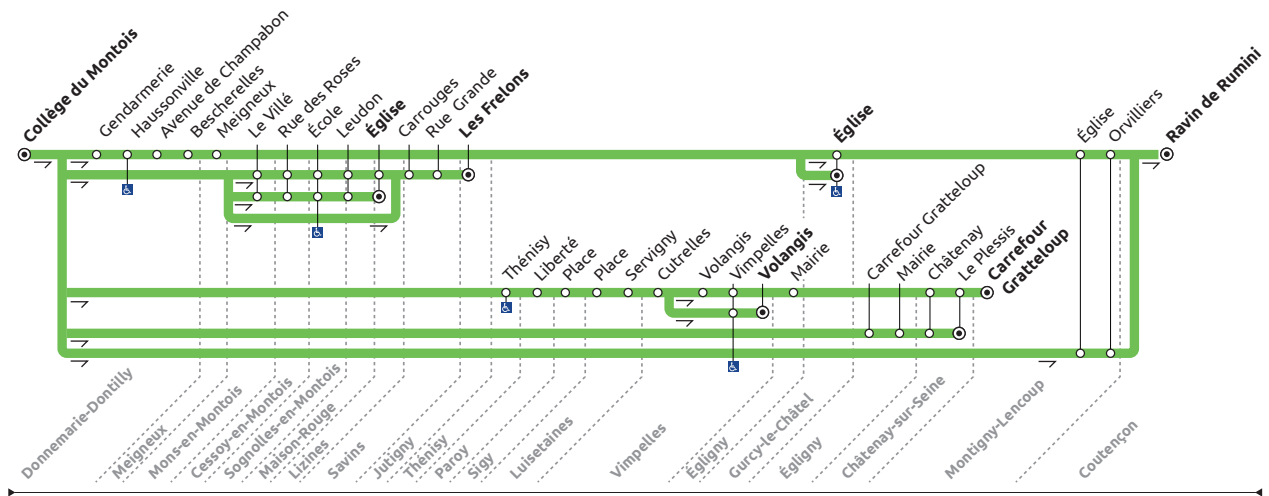 Collège du Montois
Gendarmerie
Haussonville
Avenue de Champabon
Bescherelles
Meigneux
Le Villé
Rue des Roses
École
Leudon
Église
Carrouges
Rue Grande
Les Frelons
Église
Église
Orvilliers
Ravin de Rumini
Thénisy
Liberté
Place
Place
Servigny
Cutrelles
Volangis
Vimpelles
Volangis
Mairie
Carrefour Gratteloup
Mairie
Châtenay
Le Plessis
Carrefour
Gratteloup
Donnemarie-Dontilly
Meigneux
Mons-en-Montois
Cessoy-en-Montois
Sognolles-en-Montois
Maison-Rouge
Lizines
Savins
Jutigny
Thénisy
Paroy
Sigy
Luisetaines
Vimpelles
Égligny
Gurcy-le-Châtel
Égligny
Châtenay-sur-Seine
Montigny-Lencoup
Coutençon